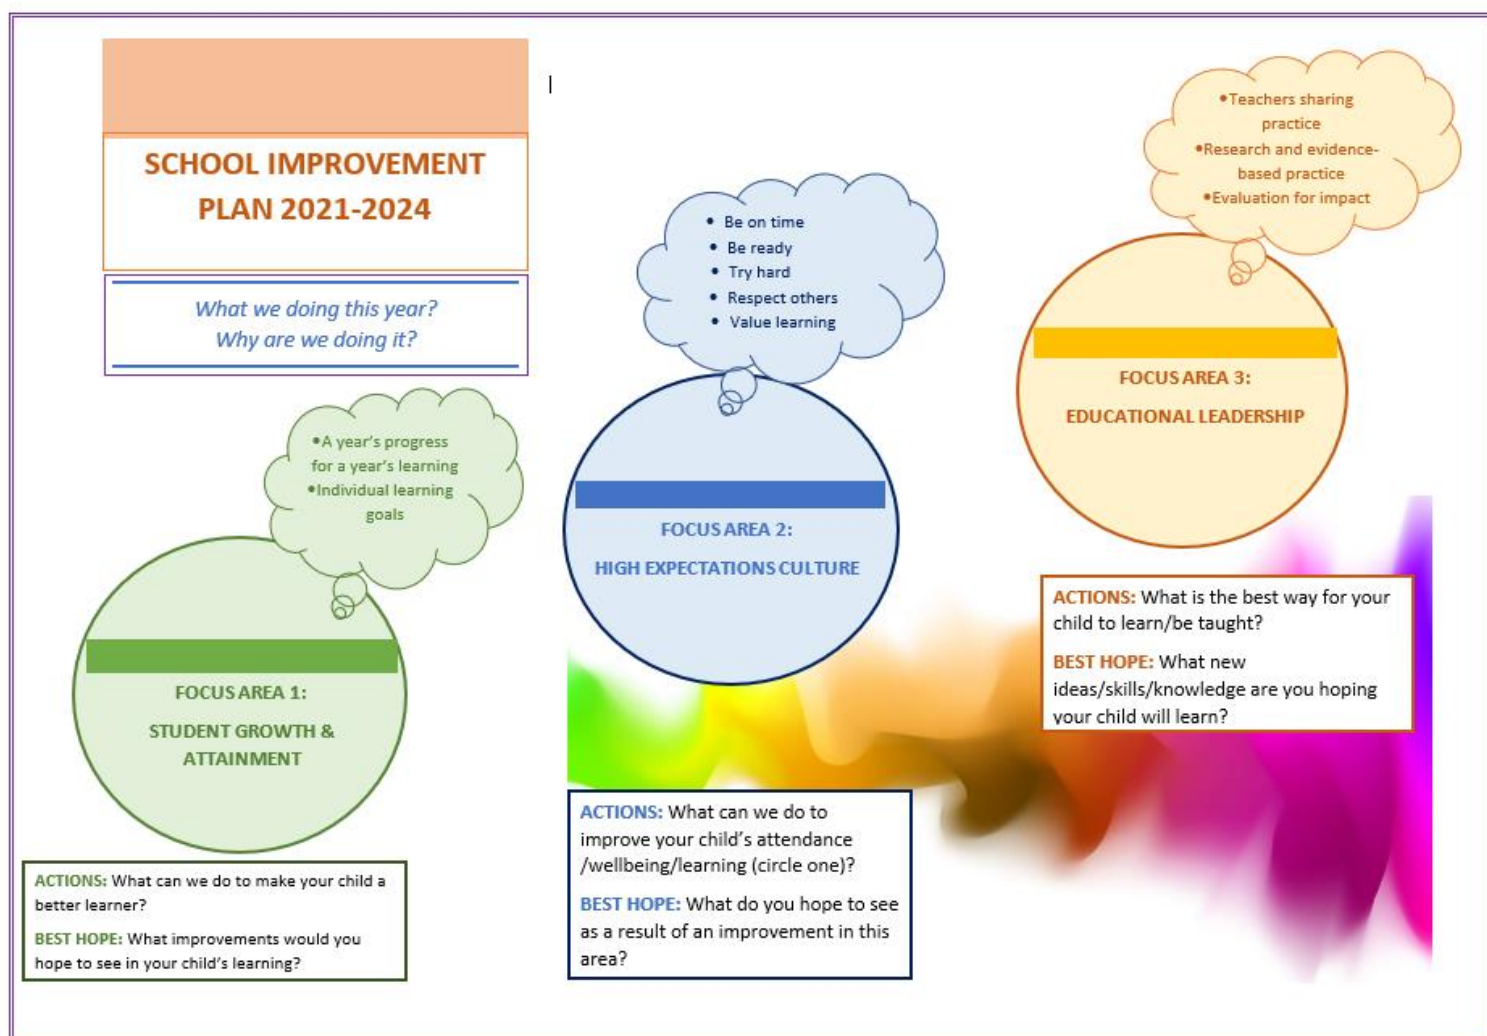 SCHOOL IMPROVEMENT
PLAN 2021-2024
What we doing this year?
Why are we doing it?
•A year's progress
for a year's learning
•Individual learning
goals
FOCUS AREA 1:
STUDENT GROWTH &
ATTAINMENT
ACTIONS: What can we do to make your child a
better learner?
BEST HOPE: What improvements would you
hope to see in your child's learning?
• Be on time
• Be ready
• Try hard
• Respect others
• Value learning
FOCUS AREA 2:
HIGH EXPECTATIONS CULTURE
ACTIONS: What can we do to
improve your child's attendance
/wellbeing/learning (circle one)?
BEST HOPE: What do you hope to see
as a result of an improvement in this
area?
•Teachers sharing
practice
•Research and evidence-
based practice
•Evaluation for impact
FOCUS AREA 3:
EDUCATIONAL LEADERSHIP
ACTIONS: What is the best way for your
child to learn/be taught?
BEST HOPE: What new
ideas/skills/knowledge are you hoping
your child will learn?